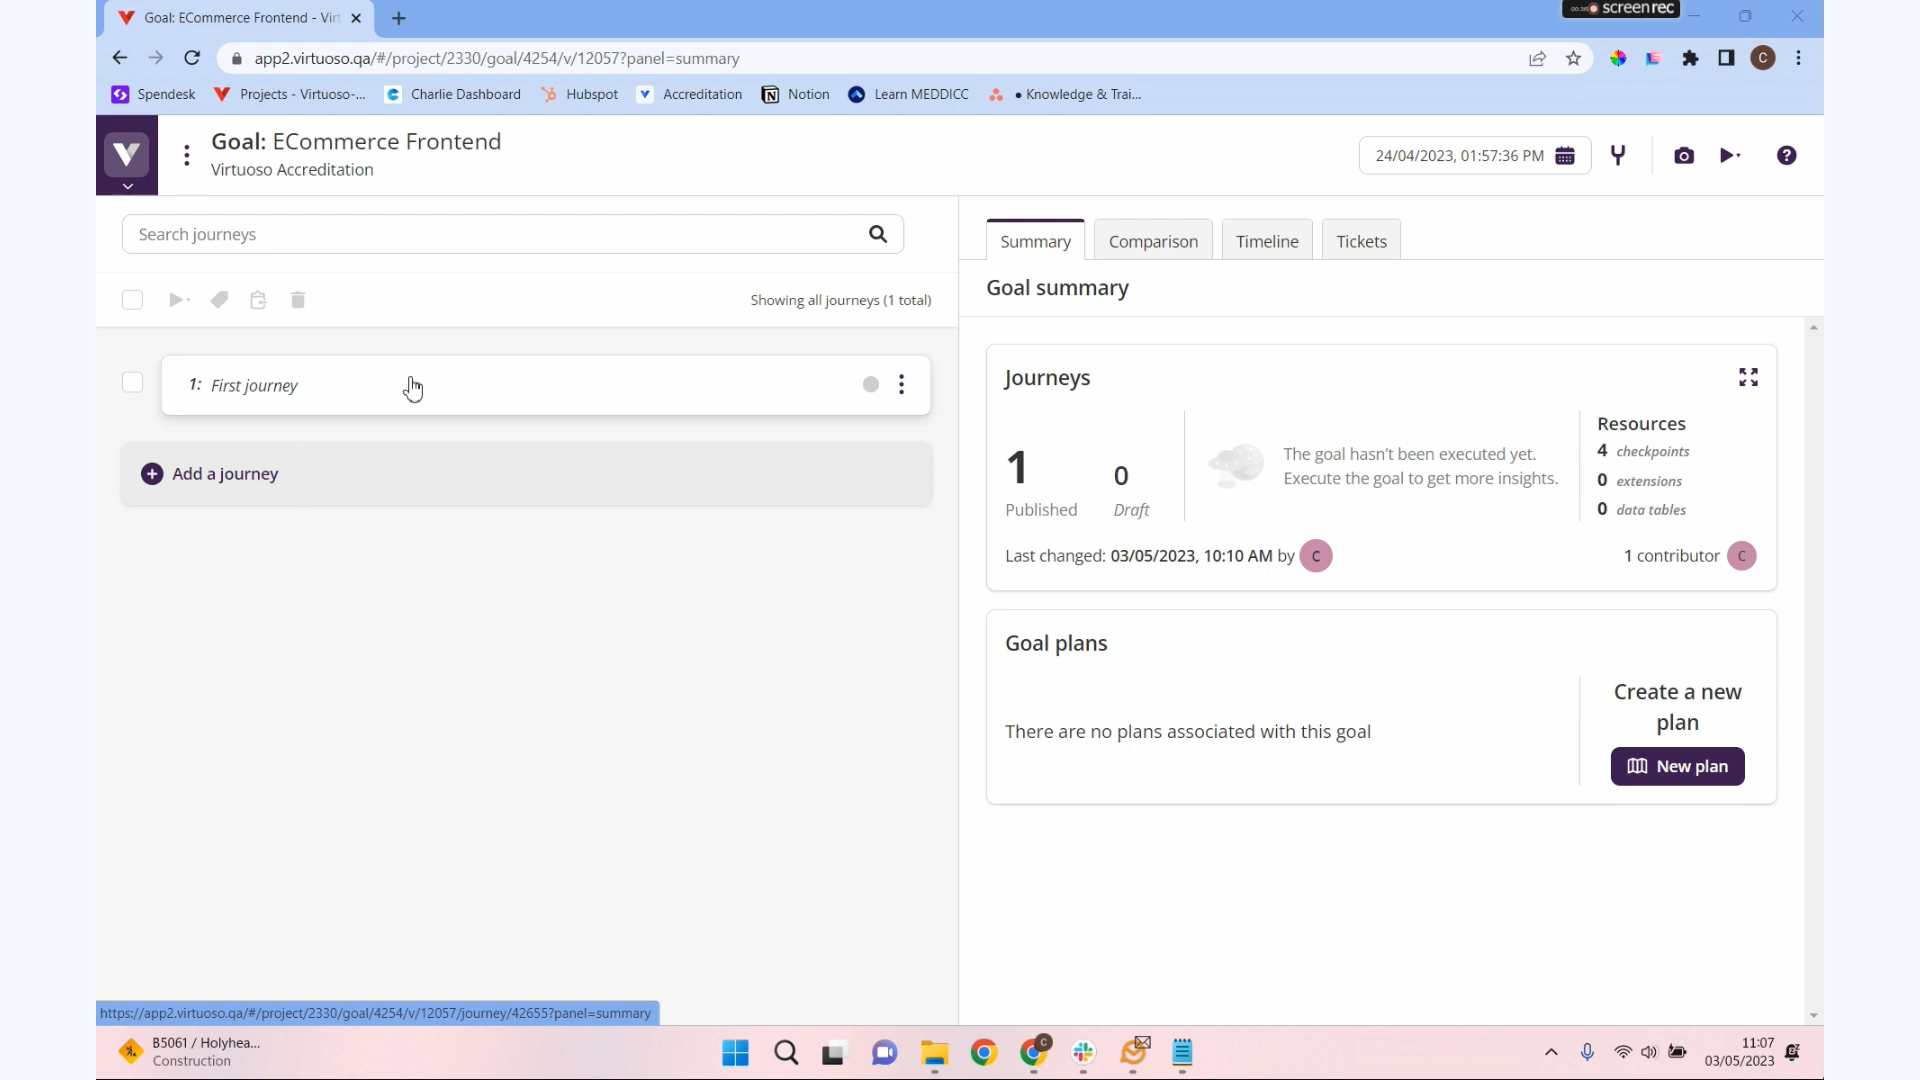 Goal: ECommerce Frontend - Vir
screenrec
app2.virtuoso.qa/#/project/2330/goal/4254/v/12057?panel=summary
C
Spendesk
Projects - Virtuoso-...
Charlie Dashboard
Hubspot
Accreditation
Notion
Learn MEDDICC
• Knowledge & Trai...
Goal: ECommerce Frontend
Virtuoso Accreditation
24/04/2023, 01:57:36 PM
Search journeys
Summary
Comparison
Timeline
Tickets
Goal summary
Showing all journeys (1 total)
1: First journey
Add a journey
Journeys
1
Published
0
Draft
The goal hasn't been executed yet.
Execute the goal to get more insights.
Resources
4 checkpoints
0 extensions
0 data tables
Last changed: 03/05/2023, 10:10 AM by C
1 contributor C
Goal plans
There are no plans associated with this goal
Create a new
plan
New plan
https://app2.virtuoso.qa/#/project/2330/goal/4254/v/12057/journey/42655?panel=summary
B5061 / Holyhea...
Construction
C
11:07
03/05/2023